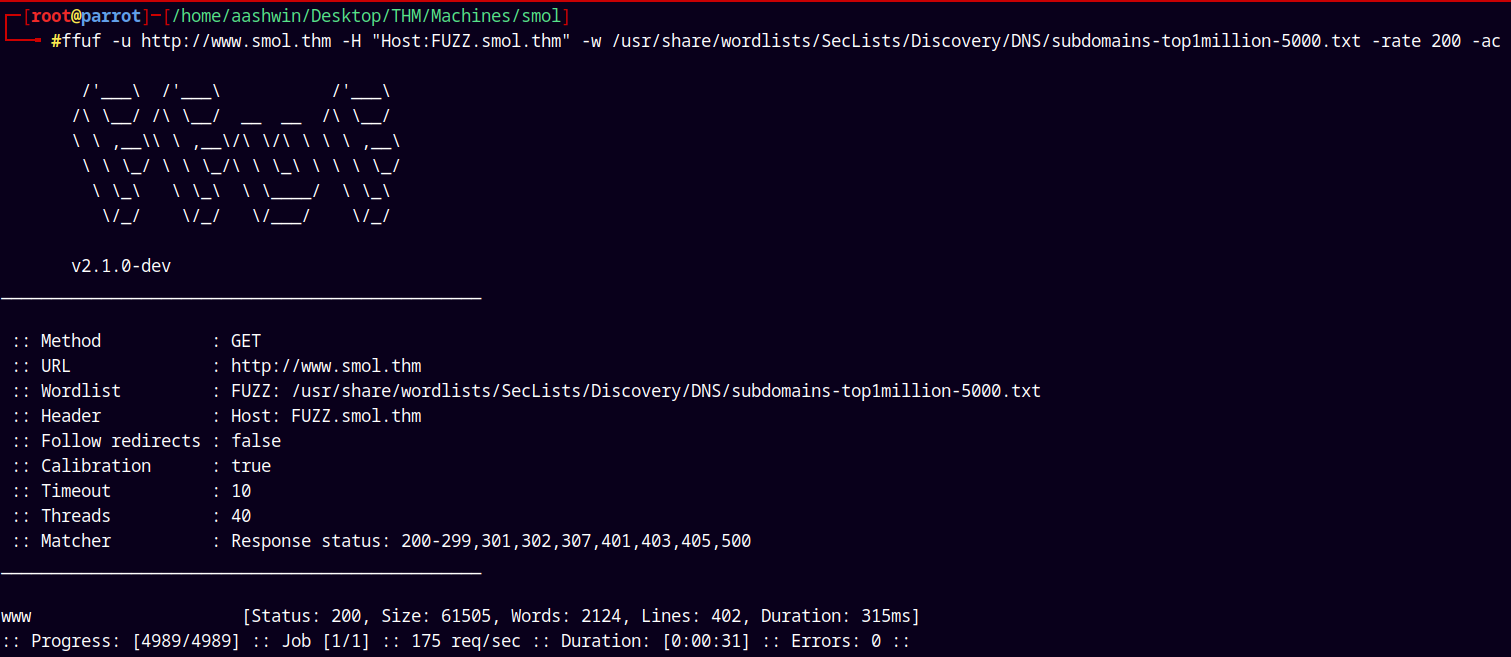 ┌─[root@parrot]─[/home/aashwin/Desktop/THM/Machines/smol]
└──╼ #ffuf -u http://www.smol.thm -H "Host:FUZZ.smol.thm" -w /usr/share/wordlists/SecLists/Discovery/DNS/subdomains-top1million-5000.txt -rate 200 -ac

        /'___\  /'___\           /'___\
       /\ \__/ /\ \__/  __  __  /\ \__/
       \ \ ,__\\ \ ,__\/\ \/\ \ \ \ ,__\
        \ \ \_/ \ \ \_/\ \ \_\ \ \ \ \_/
         \ \_\   \ \_\  \ \____/  \ \_\
          \/_/    \/_/   \/___/    \/_/

       v2.1.0-dev
________________________________________________

 :: Method           : GET
 :: URL              : http://www.smol.thm
 :: Wordlist         : FUZZ: /usr/share/wordlists/SecLists/Discovery/DNS/subdomains-top1million-5000.txt
 :: Header           : Host: FUZZ.smol.thm
 :: Follow redirects : false
 :: Calibration      : true
 :: Timeout          : 10
 :: Threads          : 40
 :: Matcher          : Response status: 200-299,301,302,307,401,403,405,500
________________________________________________

www                     [Status: 200, Size: 61505, Words: 2124, Lines: 402, Duration: 315ms]
:: Progress: [4989/4989] :: Job [1/1] :: 175 req/sec :: Duration: [0:00:31] :: Errors: 0 ::